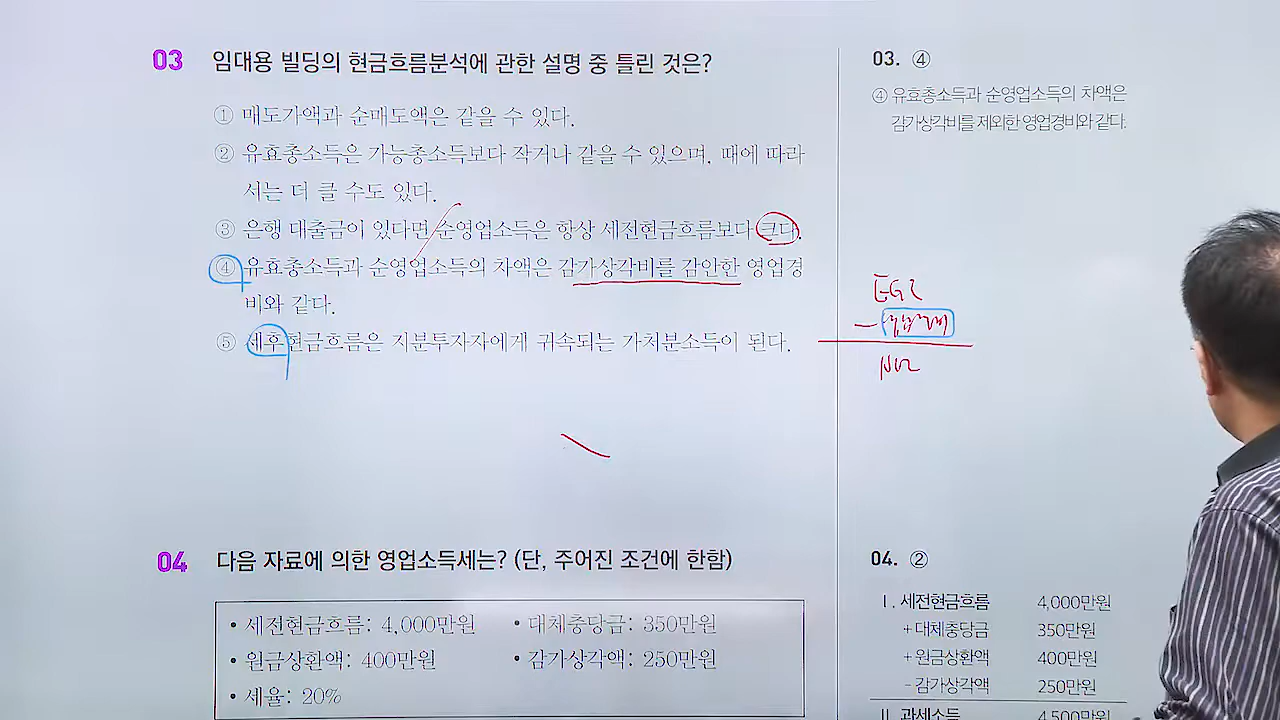 03 임대용 빌딩의 현금흐름분석에 관한 설명 중 틀린 것은?
① 매도가액과 순매도액은 같을 수 있다.
② 유효총소득은 가능총소득보다 작거나 같을 수 있으며, 때에 따라
서는 더 클 수도 있다.
③ 은행 대출금이 있다면 순영업소득은 항상 세전현금흐름보다 크다.
④ 유효총소득과 순영업소득의 차액은 감가상각비를 감안한 영업경
비와 같다.
⑤ 세후현금흐름은 지분투자자에게 귀속되는 가처분소득이 된다.
03. ④
④ 유효총소득과 순영업소득의 차액은
감가상각비를 제외한 영업경비와 같다.
EGI
- 영업경비
NOI
04 다음 자료에 의한 영업소득세는? (단, 주어진 조건에 한함)
• 세전현금흐름: 4,000만원 • 대체충당금: 350만원
• 원금상환액: 400만원 • 감가상각액: 250만원
• 세율: 20%
04. ②
Ⅰ. 세전현금흐름 4,000만원
+대체충당금 350만원
+원금상환액 400만원
-감가상각액 250만원
Ⅱ. 과세소득 4,500만원